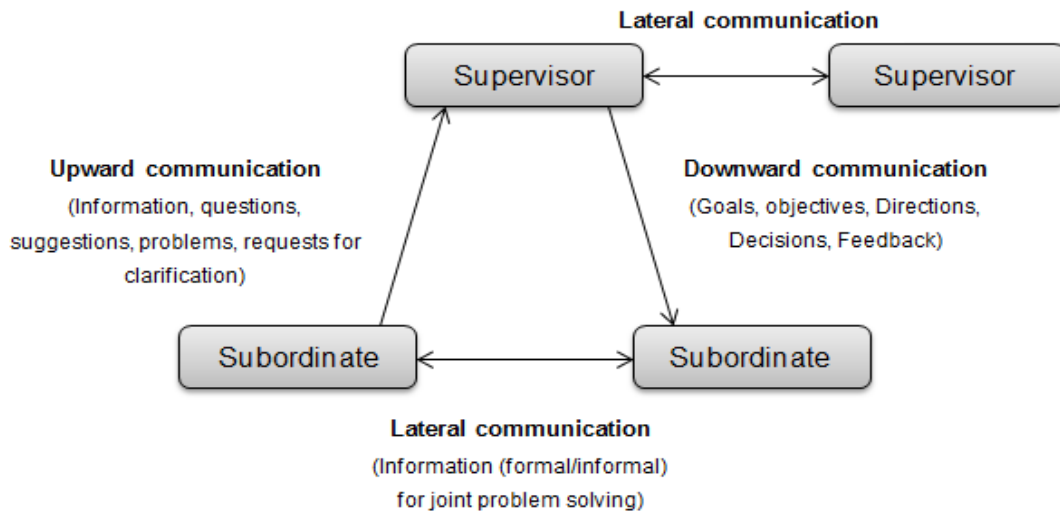 Lateral communication
Supervisor
Supervisor
Upward communication
(Information, questions,
suggestions, problems, requests for
clarification)
Downward communication
(Goals, objectives, Directions,
Decisions, Feedback)
Subordinate
Subordinate
Lateral communication
(Information (formal/informal)
for joint problem solving)